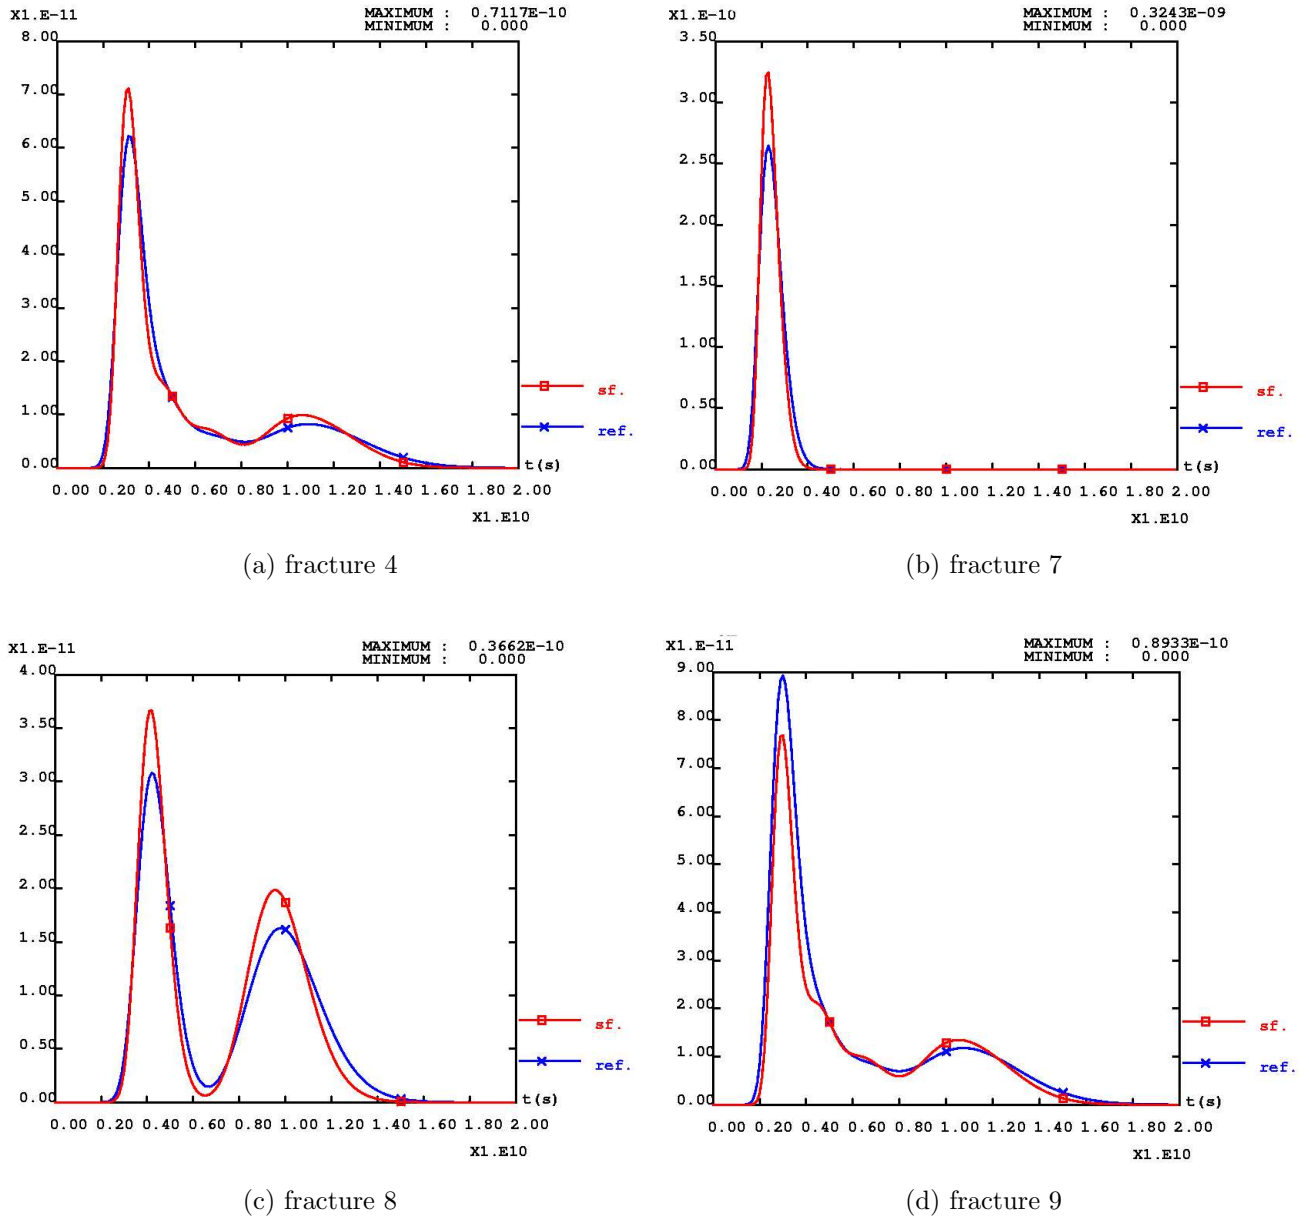 X1.E-11
MAXIMUM : 0.7117E-10
MINIMUM : 0.000
8.00
7.00
6.00
5.00
4.00
3.00
2.00
1.00
0.00
sf.
ref.
t(s)
0.00 0.20 0.40 0.60 0.80 1.00 1.20 1.40 1.60 1.80 2.00
X1.E10
(a) fracture 4
X1.E-10
MAXIMUM : 0.3243E-09
MINIMUM : 0.000
3.50
3.00
2.50
2.00
1.50
1.00
0.50
0.00
sf.
ref.
t(s)
0.00 0.20 0.40 0.60 0.80 1.00 1.20 1.40 1.60 1.80 2.00
X1.E10
(b) fracture 7
X1.E-11
MAXIMUM : 0.3662E-10
MINIMUM : 0.000
4.00
3.50
3.00
2.50
2.00
1.50
1.00
0.50
0.00
sf.
ref.
t(s)
0.00 0.20 0.40 0.60 0.80 1.00 1.20 1.40 1.60 1.80 2.00
X1.E10
(c) fracture 8
X1.E-11
MAXIMUM : 0.8933E-10
MINIMUM : 0.000
9.00
8.00
7.00
6.00
5.00
4.00
3.00
2.00
1.00
0.00
sf.
ref.
t(s)
0.00 0.20 0.40 0.60 0.80 1.00 1.20 1.40 1.60 1.80 2.00
X1.E10
(d) fracture 9